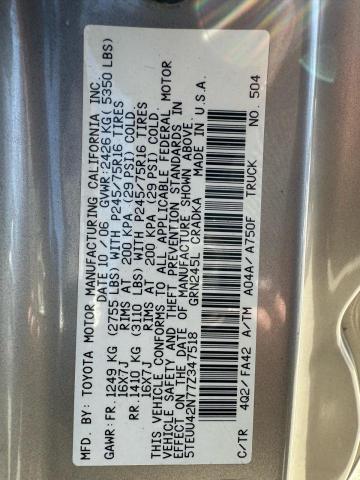 MFD. BY: TOYOTA MOTOR MANUFACTURING CALIFORNIA INC.
DATE 10/06 GVWR: 2426 KG( 5350 LBS)
GAWR:FR.1249 KG (2755 LBS) WITH P245/75R16 TIRES
16X7J RIMS AT 200 KPA (29 PSI) COLD
RR.1410 KG (3110 LBS) WITH P245/75R16 TIRES
16X7J RIMS AT 200 KPA (29 PSI) COLD.
THIS VEHICLE CONFORMS TO ALL APPLICABLE FEDERAL MOTOR
VEHICLE SAFETY AND THEFT PREVENTION STANDARDS IN
EFFECT ON THE DATE OF MANUFACTURE SHOWN ABOVE.
5TEUU42N77Z347518 GRN245L CRADKA MADE IN U.S.A.
C/TR 4Q2/ FA42 A/TM A04A/ A750F TRUCK NO. 504